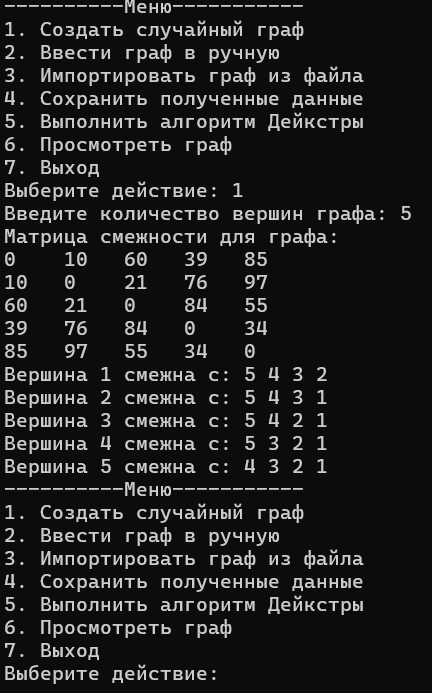 ----------Меню-----------
1. Создать случайный граф
2. Ввести граф в ручную
3. Импортировать граф из файла
4. Сохранить полученные данные
5. Выполнить алгоритм Дейкстры
6. Просмотреть граф
7. Выход
Выберите действие: 1
Введите количество вершин графа: 5
Матрица смежности для графа:
0    10   60   39   85
10   0    21   76   97
60   21   0    84   55
39   76   84   0    34
85   97   55   34   0
Вершина 1 смежна с: 5 4 3 2
Вершина 2 смежна с: 5 4 3 1
Вершина 3 смежна с: 5 4 2 1
Вершина 4 смежна с: 5 3 2 1
Вершина 5 смежна с: 4 3 2 1
----------Меню-----------
1. Создать случайный граф
2. Ввести граф в ручную
3. Импортировать граф из файла
4. Сохранить полученные данные
5. Выполнить алгоритм Дейкстры
6. Просмотреть граф
7. Выход
Выберите действие: